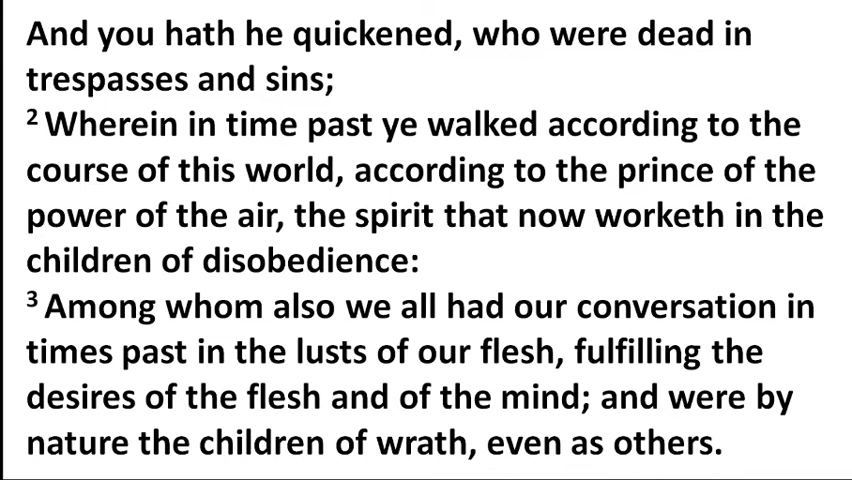 And you hath he quickened, who were dead in
trespasses and sins;
2 Wherein in time past ye walked according to the
course of this world, according to the prince of the
power of the air, the spirit that now worketh in the
children of disobedience:
3 Among whom also we all had our conversation in
times past in the lusts of our flesh, fulfilling the
desires of the flesh and of the mind; and were by
nature the children of wrath, even as others.